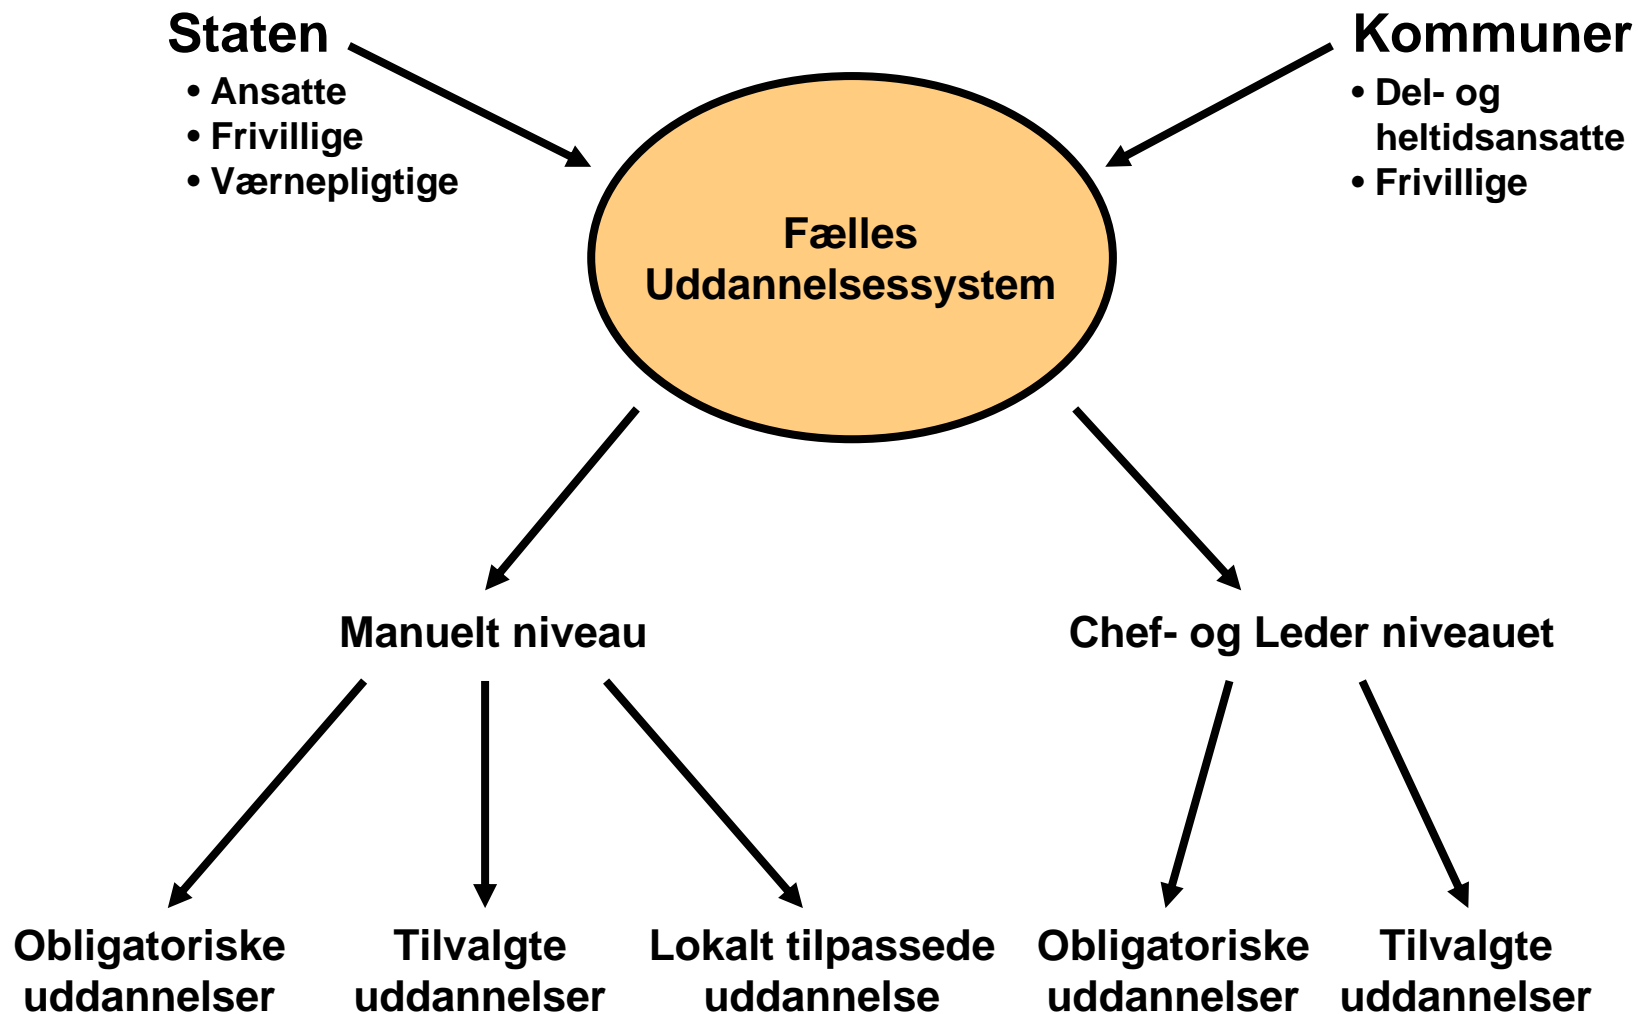 Staten
• Ansatte
• Frivillige
• Værnepligtige
Kommuner
• Del- og
heltidsansatte
• Frivillige
Fælles
Uddannelsessystem
Manuelt niveau
Chef- og Leder niveauet
Obligatoriske
uddannelser
Tilvalgte
uddannelser
Lokalt tilpassede
uddannelse
Obligatoriske
uddannelser
Tilvalgte
uddannelser